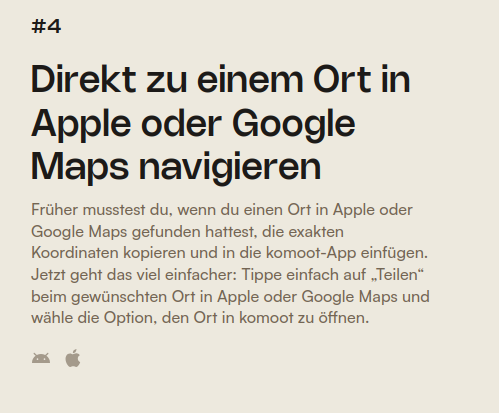 #4
Direkt zu einem Ort in
Apple oder Google
Maps navigieren
Früher musstest du, wenn du einen Ort in Apple oder
Google Maps gefunden hattest, die exakten
Koordinaten kopieren und in die komoot-App einfügen.
Jetzt geht das viel einfacher: Tippe einfach auf „Teilen“
beim gewünschten Ort in Apple oder Google Maps und
wähle die Option, den Ort in komoot zu öffnen.